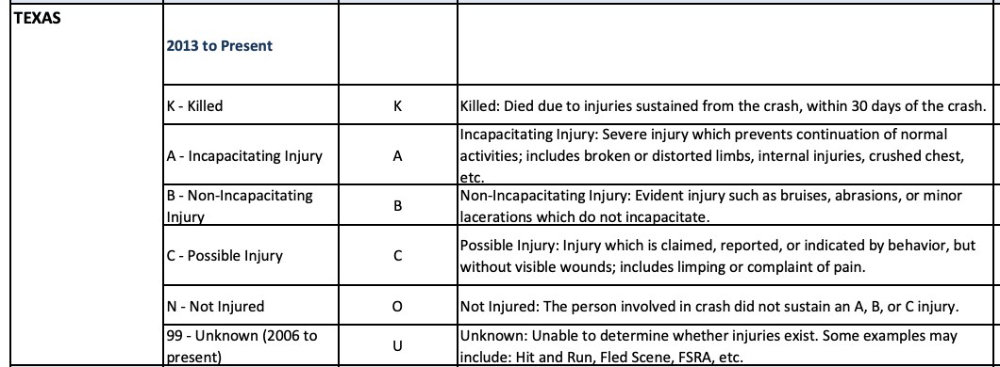 TEXAS
2013 to Present
K - Killed
K
Killed: Died due to injuries sustained from the crash, within 30 days of the crash.
A - Incapacitating Injury
A
Incapacitating Injury: Severe injury which prevents continuation of normal
activities; includes broken or distorted limbs, internal injuries, crushed chest,
etc.
B - Non-Incapacitating
Injury
B
Non-Incapacitating Injury: Evident injury such as bruises, abrasions, or minor
lacerations which do not incapacitate.
C - Possible Injury
C
Possible Injury: Injury which is claimed, reported, or indicated by behavior, but
without visible wounds; includes limping or complaint of pain.
N - Not Injured
O
Not Injured: The person involved in crash did not sustain an A, B, or C injury.
99 - Unknown (2006 to
present)
U
Unknown: Unable to determine whether injuries exist. Some examples may
include: Hit and Run, Fled Scene, FSRA, etc.